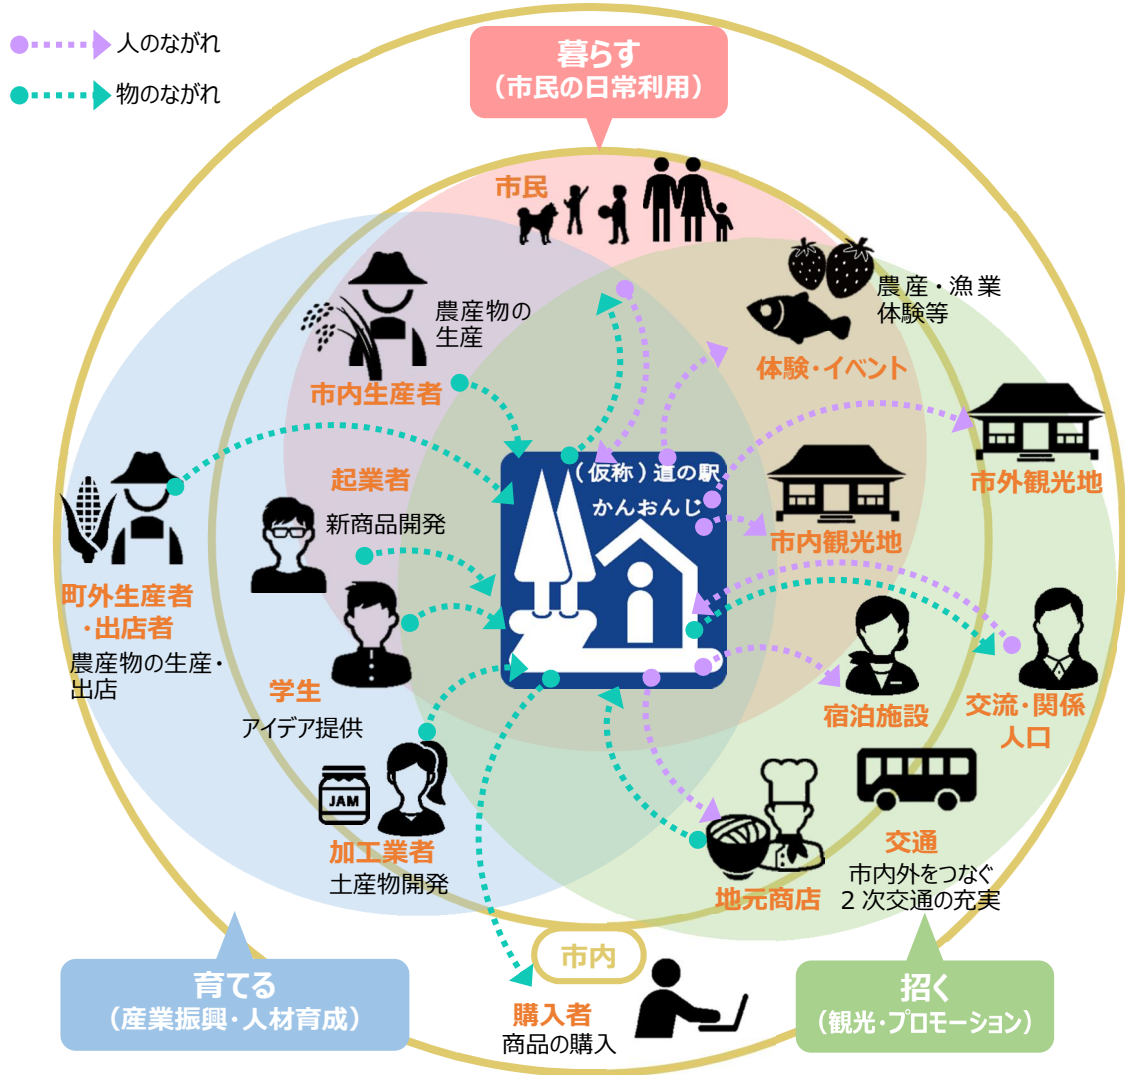 人のながれ
物のながれ
暮らす
（市民の日常利用）
市民
農産物の
生産
市内生産者
農産・漁業
体験等
体験・イベント
市外観光地
（仮称）道の駅
かんおんじ
市内観光地
起業者
新商品開発
町外生産者
・出店者
農産物の生産・
出店
学生
アイデア提供
宿泊施設
交流・関係
人口
JAM
加工業者
土産物開発
地元商店
交通
市内外をつなぐ
２次交通の充実
市内
購入者
商品の購入
育てる
（産業振興・人材育成）
招く
（観光・プロモーション）